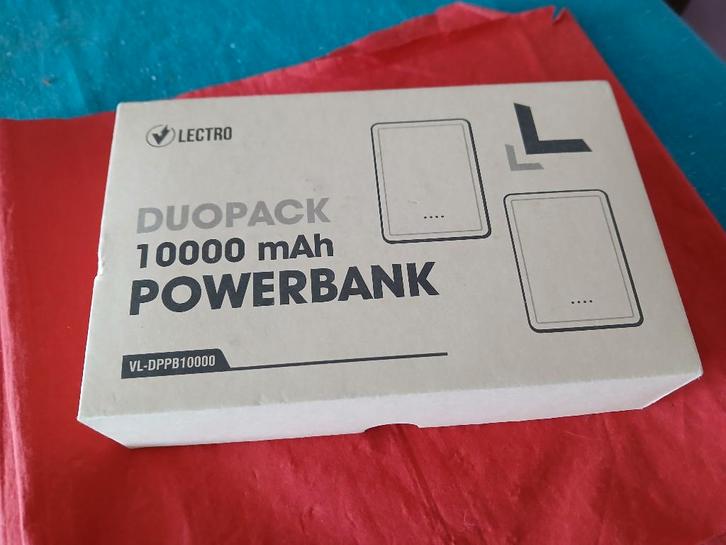 LECTRO
DUOPACK
10000 mAh
POWERBANK
VL-DPPB10000